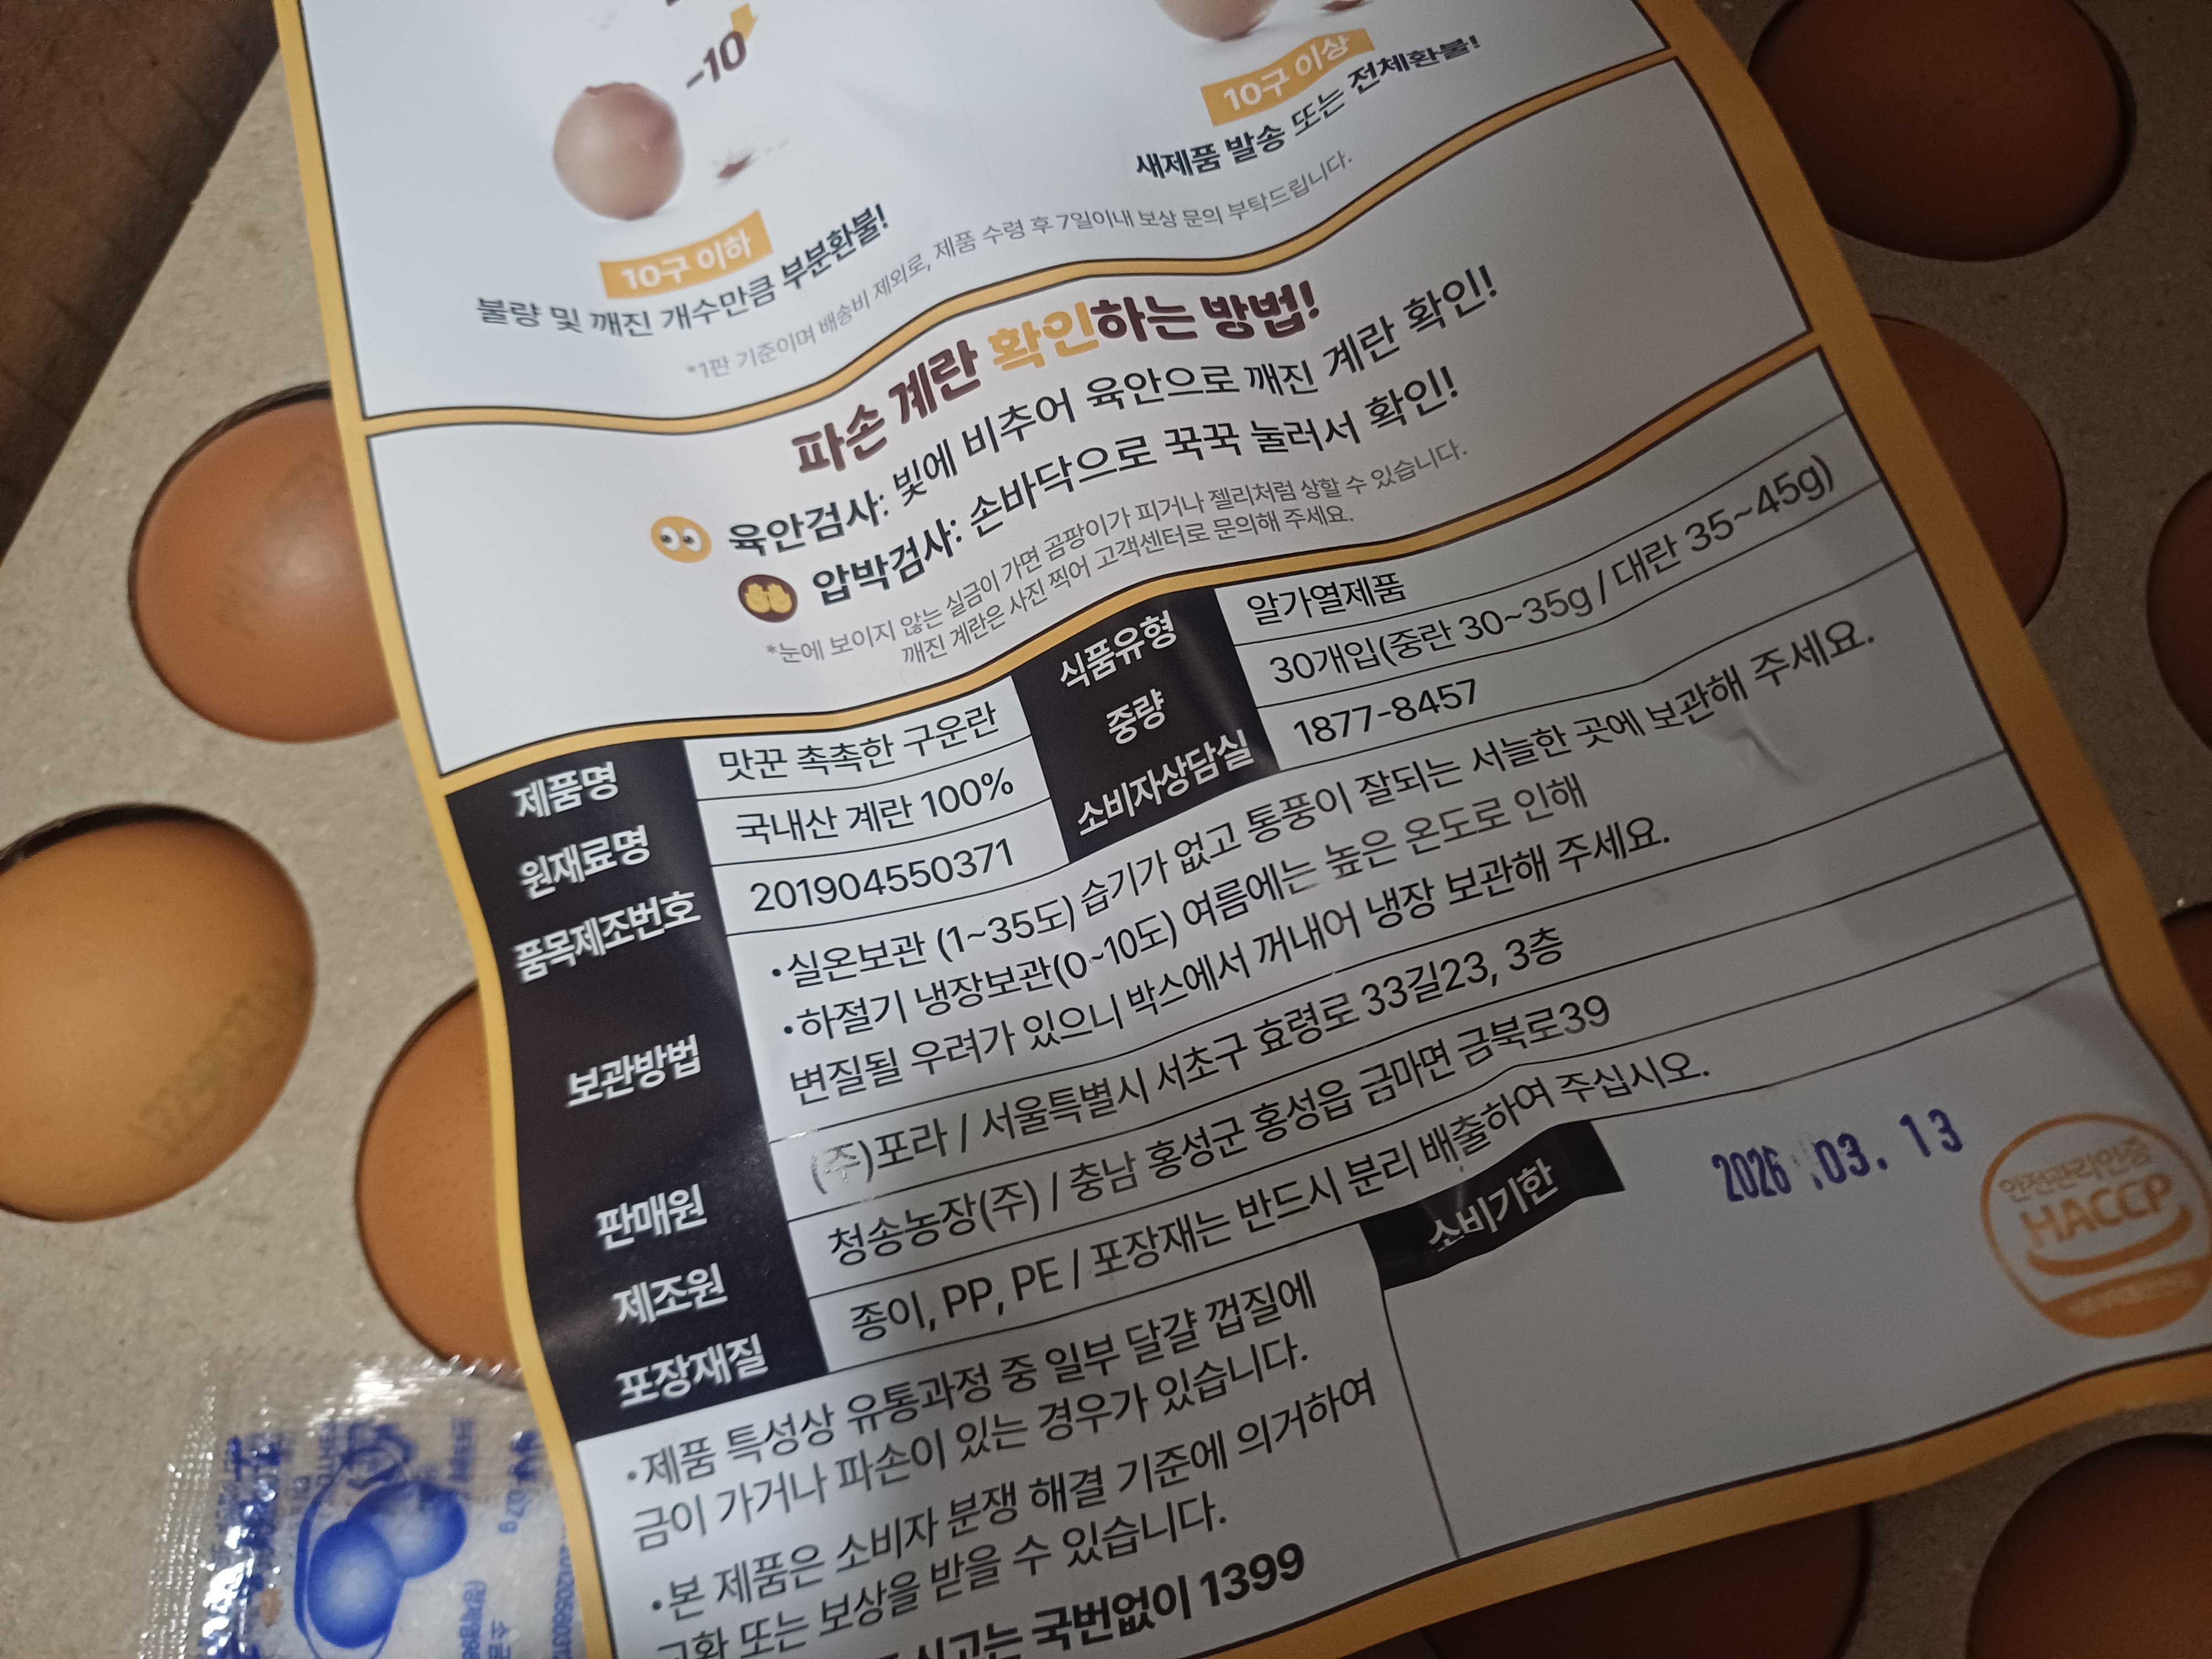 -10
10구 이하
불량 및 깨진 개수만큼 부분환불!
10구 이상
새제품 발송 또는 전체환불!
*1판 기준이며 배송비 제외로, 제품 수령 후 7일이내 보상 문의 부탁드립니다.
파손 계란 확인하는 방법!
육안검사: 빛에 비추어 육안으로 깨진 계란 확인!
압박검사: 손바닥으로 꾹꾹 눌러서 확인!
*눈에 보이지 않는 실금이 가면 곰팡이가 피거나 젤리처럼 상할 수 있습니다.
깨진 계란은 사진 찍어 고객센터로 문의해 주세요.
제품명 맛꾼 촉촉한 구운란 식품유형 알가열제품
원재료명 국내산 계란 100% 중량 30개입(중란 30~35g / 대란 35~45g)
품목제조번호 201904550371 소비자상담실 1877-8457
보관방법
•실온보관 (1~35도) 습기가 없고 통풍이 잘되는 서늘한 곳에 보관해 주세요.
•하절기 냉장보관(0~10도) 여름에는 높은 온도로 인해
변질될 우려가 있으니 박스에서 꺼내어 냉장 보관해 주세요.
판매원 (주)포라 / 서울특별시 서초구 효령로 33길23, 3층
제조원 청송농장(주) / 충남 홍성군 홍성읍 금마면 금북로39
포장재질 종이, PP, PE / 포장재는 반드시 분리 배출하여 주십시오.
•제품 특성상 유통과정 중 일부 달걀 껍질에
금이 가거나 파손이 있는 경우가 있습니다.
•본 제품은 소비자 분쟁 해결 기준에 의거하여
교환 또는 보상을 받을 수 있습니다.
신고는 국번없이 1399
소비기한
2026.03.13
안전관리인증
HACCP